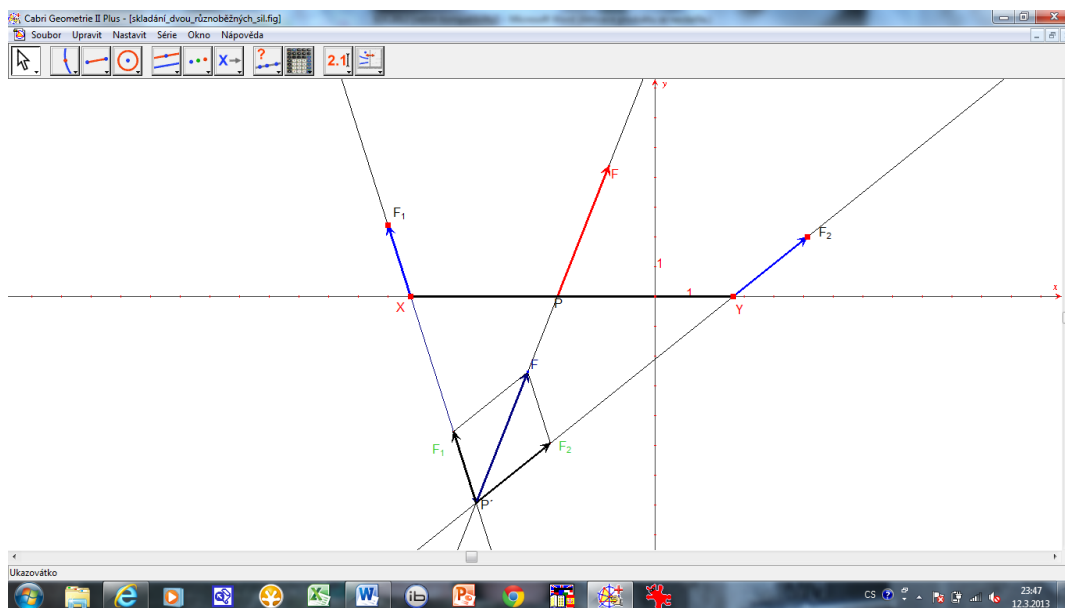 Cabri Geometrie II Plus - [skládání_dvou_různoběžných_sil.fig]
Soubor Upravit Nastavit Série Okno Nápověda
X→ ? 2.1
y
F
F₁
F₂
1
1
x
X
P
Y
F
F₁
F₂
P´
Ukazovátko
CS
23:47
12.3.2013